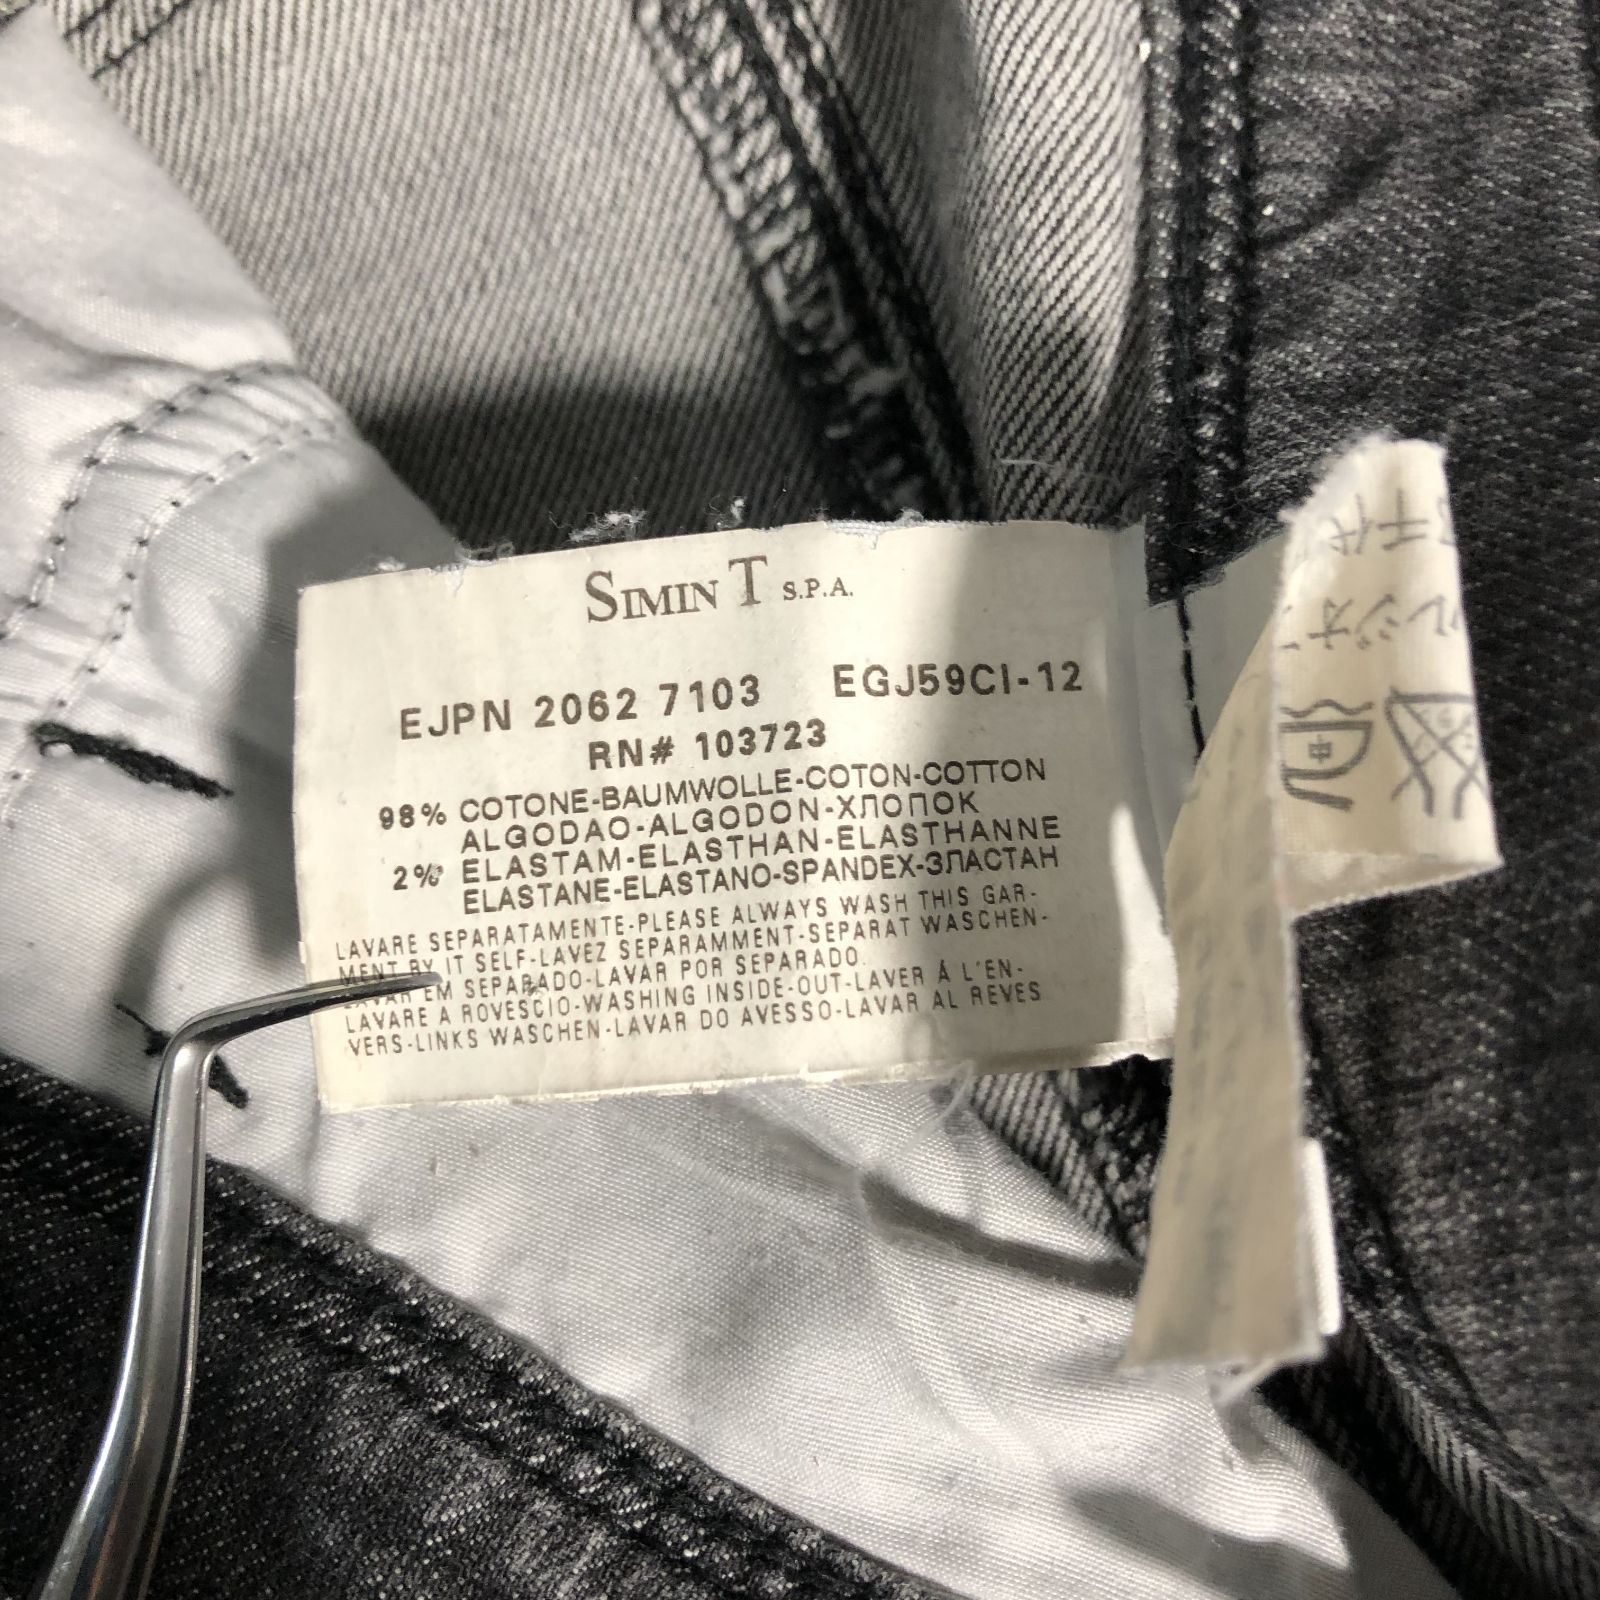 SIMIN T S.P.A.
EJPN 2062 7103 EGJ59CI-12
RN# 103723
98% COTONE-BAUMWOLLE-COTON-COTTON
ALGODAO-ALGODON-ХЛОПОК
2% ELASTAM-ELASTHAN-ELASTHANNE
ELASTANE-ELASTANO-SPANDEX-ЗЛАСТАН
LAVARE SEPARATAMENTE-PLEASE ALWAYS WASH THIS GAR-
MENT BY IT SELF-LAVEZ SEPARAMMENT-SEPARAT WASCHEN-
LAVAR EM SEPARADO-LAVAR POR SEPARADO.
LAVARE A ROVESCIO-WASHING INSIDE-OUT-LAVER Á L'EN-
VERS-LINKS WASCHEN-LAVAR DO AVESSO-LAVAR AL REVES
中